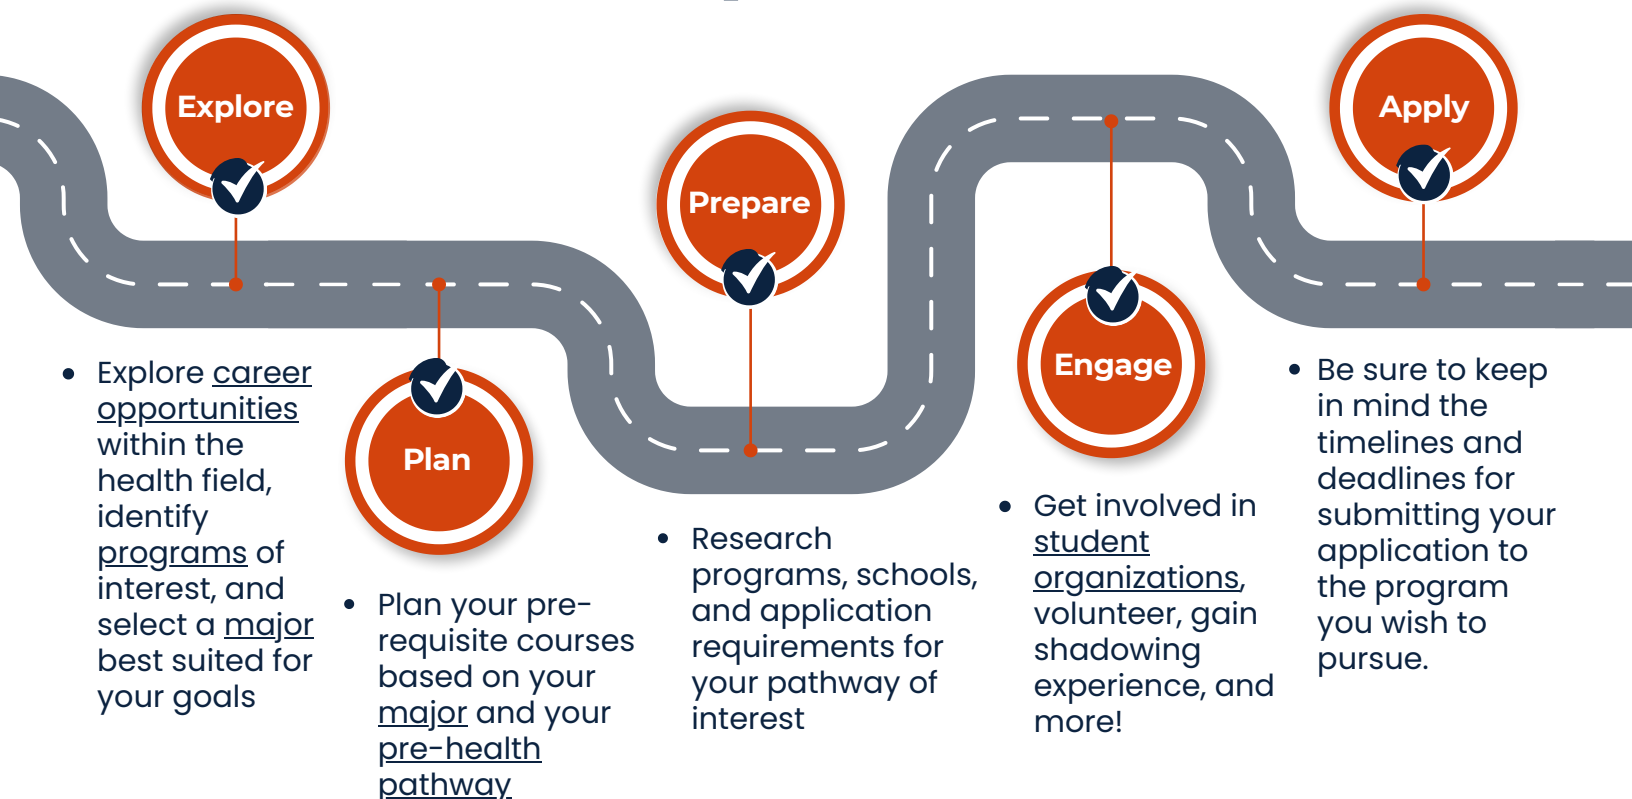 Explore
• Explore career
opportunities
within the
health field,
identify
programs of
interest, and
select a major
best suited for
your goals
Plan
• Plan your pre-
requisite courses
based on your
major and your
pre-health
pathway
Prepare
• Research
programs, schools,
and application
requirements for
your pathway of
interest
Engage
• Get involved in
student
organizations,
volunteer, gain
shadowing
experience, and
more!
Apply
• Be sure to keep
in mind the
timelines and
deadlines for
submitting your
application to
the program
you wish to
pursue.